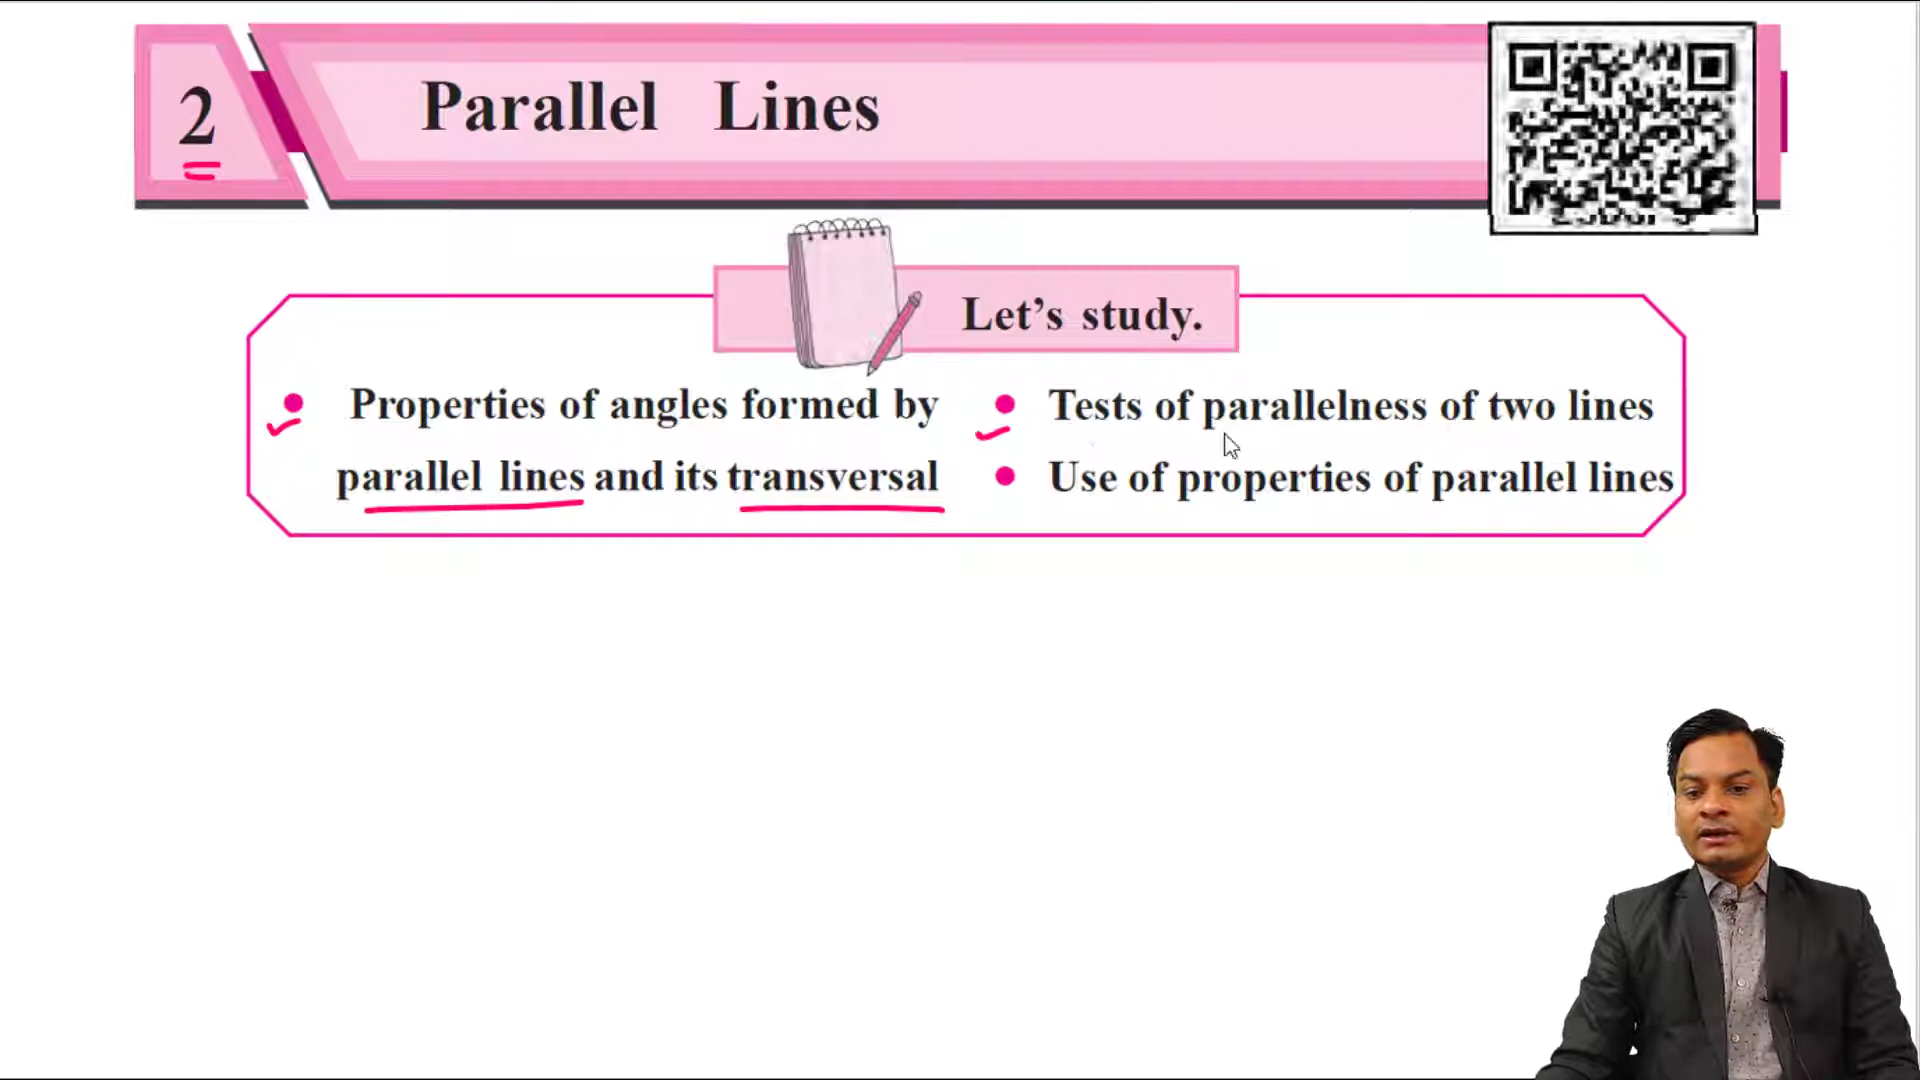 2
Parallel Lines
Let's study.
Properties of angles formed by
parallel lines and its transversal
Tests of parallelness of two lines
Use of properties of parallel lines